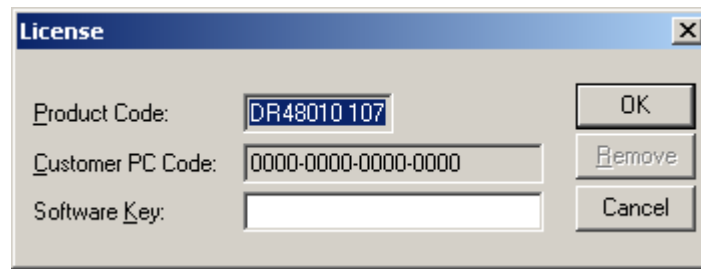 License
Product Code: DR48010 107 OK
Customer PC Code: 0000-0000-0000-0000 Remove
Software Key: Cancel